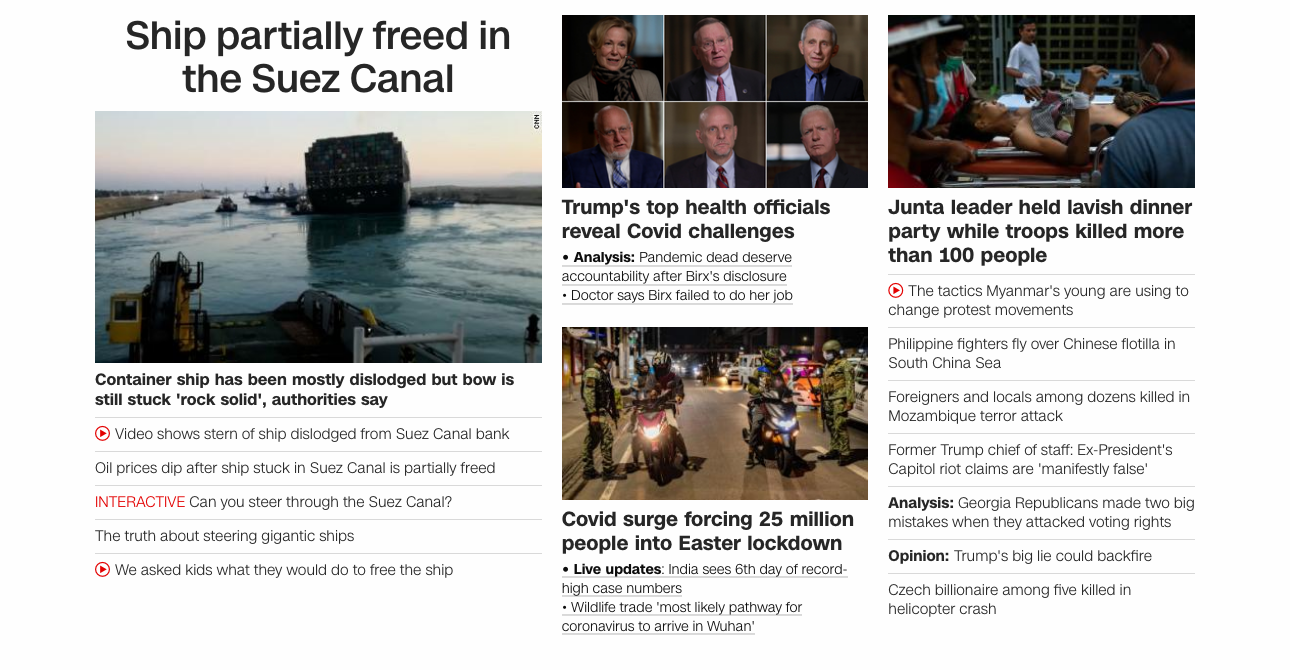 Ship partially freed in
the Suez Canal
CNN
Container ship has been mostly dislodged but bow is
still stuck 'rock solid', authorities say
Video shows stern of ship dislodged from Suez Canal bank
Oil prices dip after ship stuck in Suez Canal is partially freed
INTERACTIVE Can you steer through the Suez Canal?
The truth about steering gigantic ships
We asked kids what they would do to free the ship
Trump's top health officials
reveal Covid challenges
• Analysis: Pandemic dead deserve
accountability after Birx's disclosure
• Doctor says Birx failed to do her job
Covid surge forcing 25 million
people into Easter lockdown
• Live updates: India sees 6th day of record-
high case numbers
• Wildlife trade 'most likely pathway for
coronavirus to arrive in Wuhan'
Junta leader held lavish dinner
party while troops killed more
than 100 people
The tactics Myanmar's young are using to
change protest movements
Philippine fighters fly over Chinese flotilla in
South China Sea
Foreigners and locals among dozens killed in
Mozambique terror attack
Former Trump chief of staff: Ex-President's
Capitol riot claims are 'manifestly false'
Analysis: Georgia Republicans made two big
mistakes when they attacked voting rights
Opinion: Trump's big lie could backfire
Czech billionaire among five killed in
helicopter crash